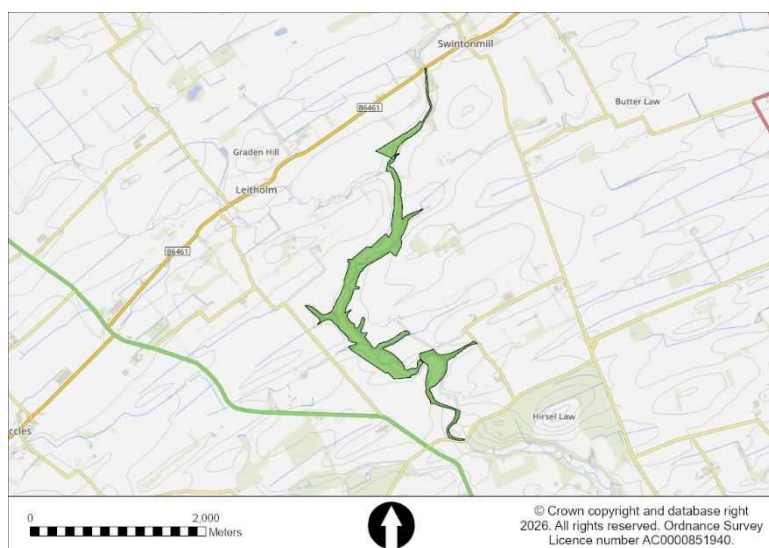 Swintonmill
B6461
Butter Law
Graden Hill
Leitholm
B6461
Hirsel Law
ccles
0 2,000
Meters
© Crown copyright and database right
2026. All rights reserved. Ordnance Survey
Licence number AC0000851940.